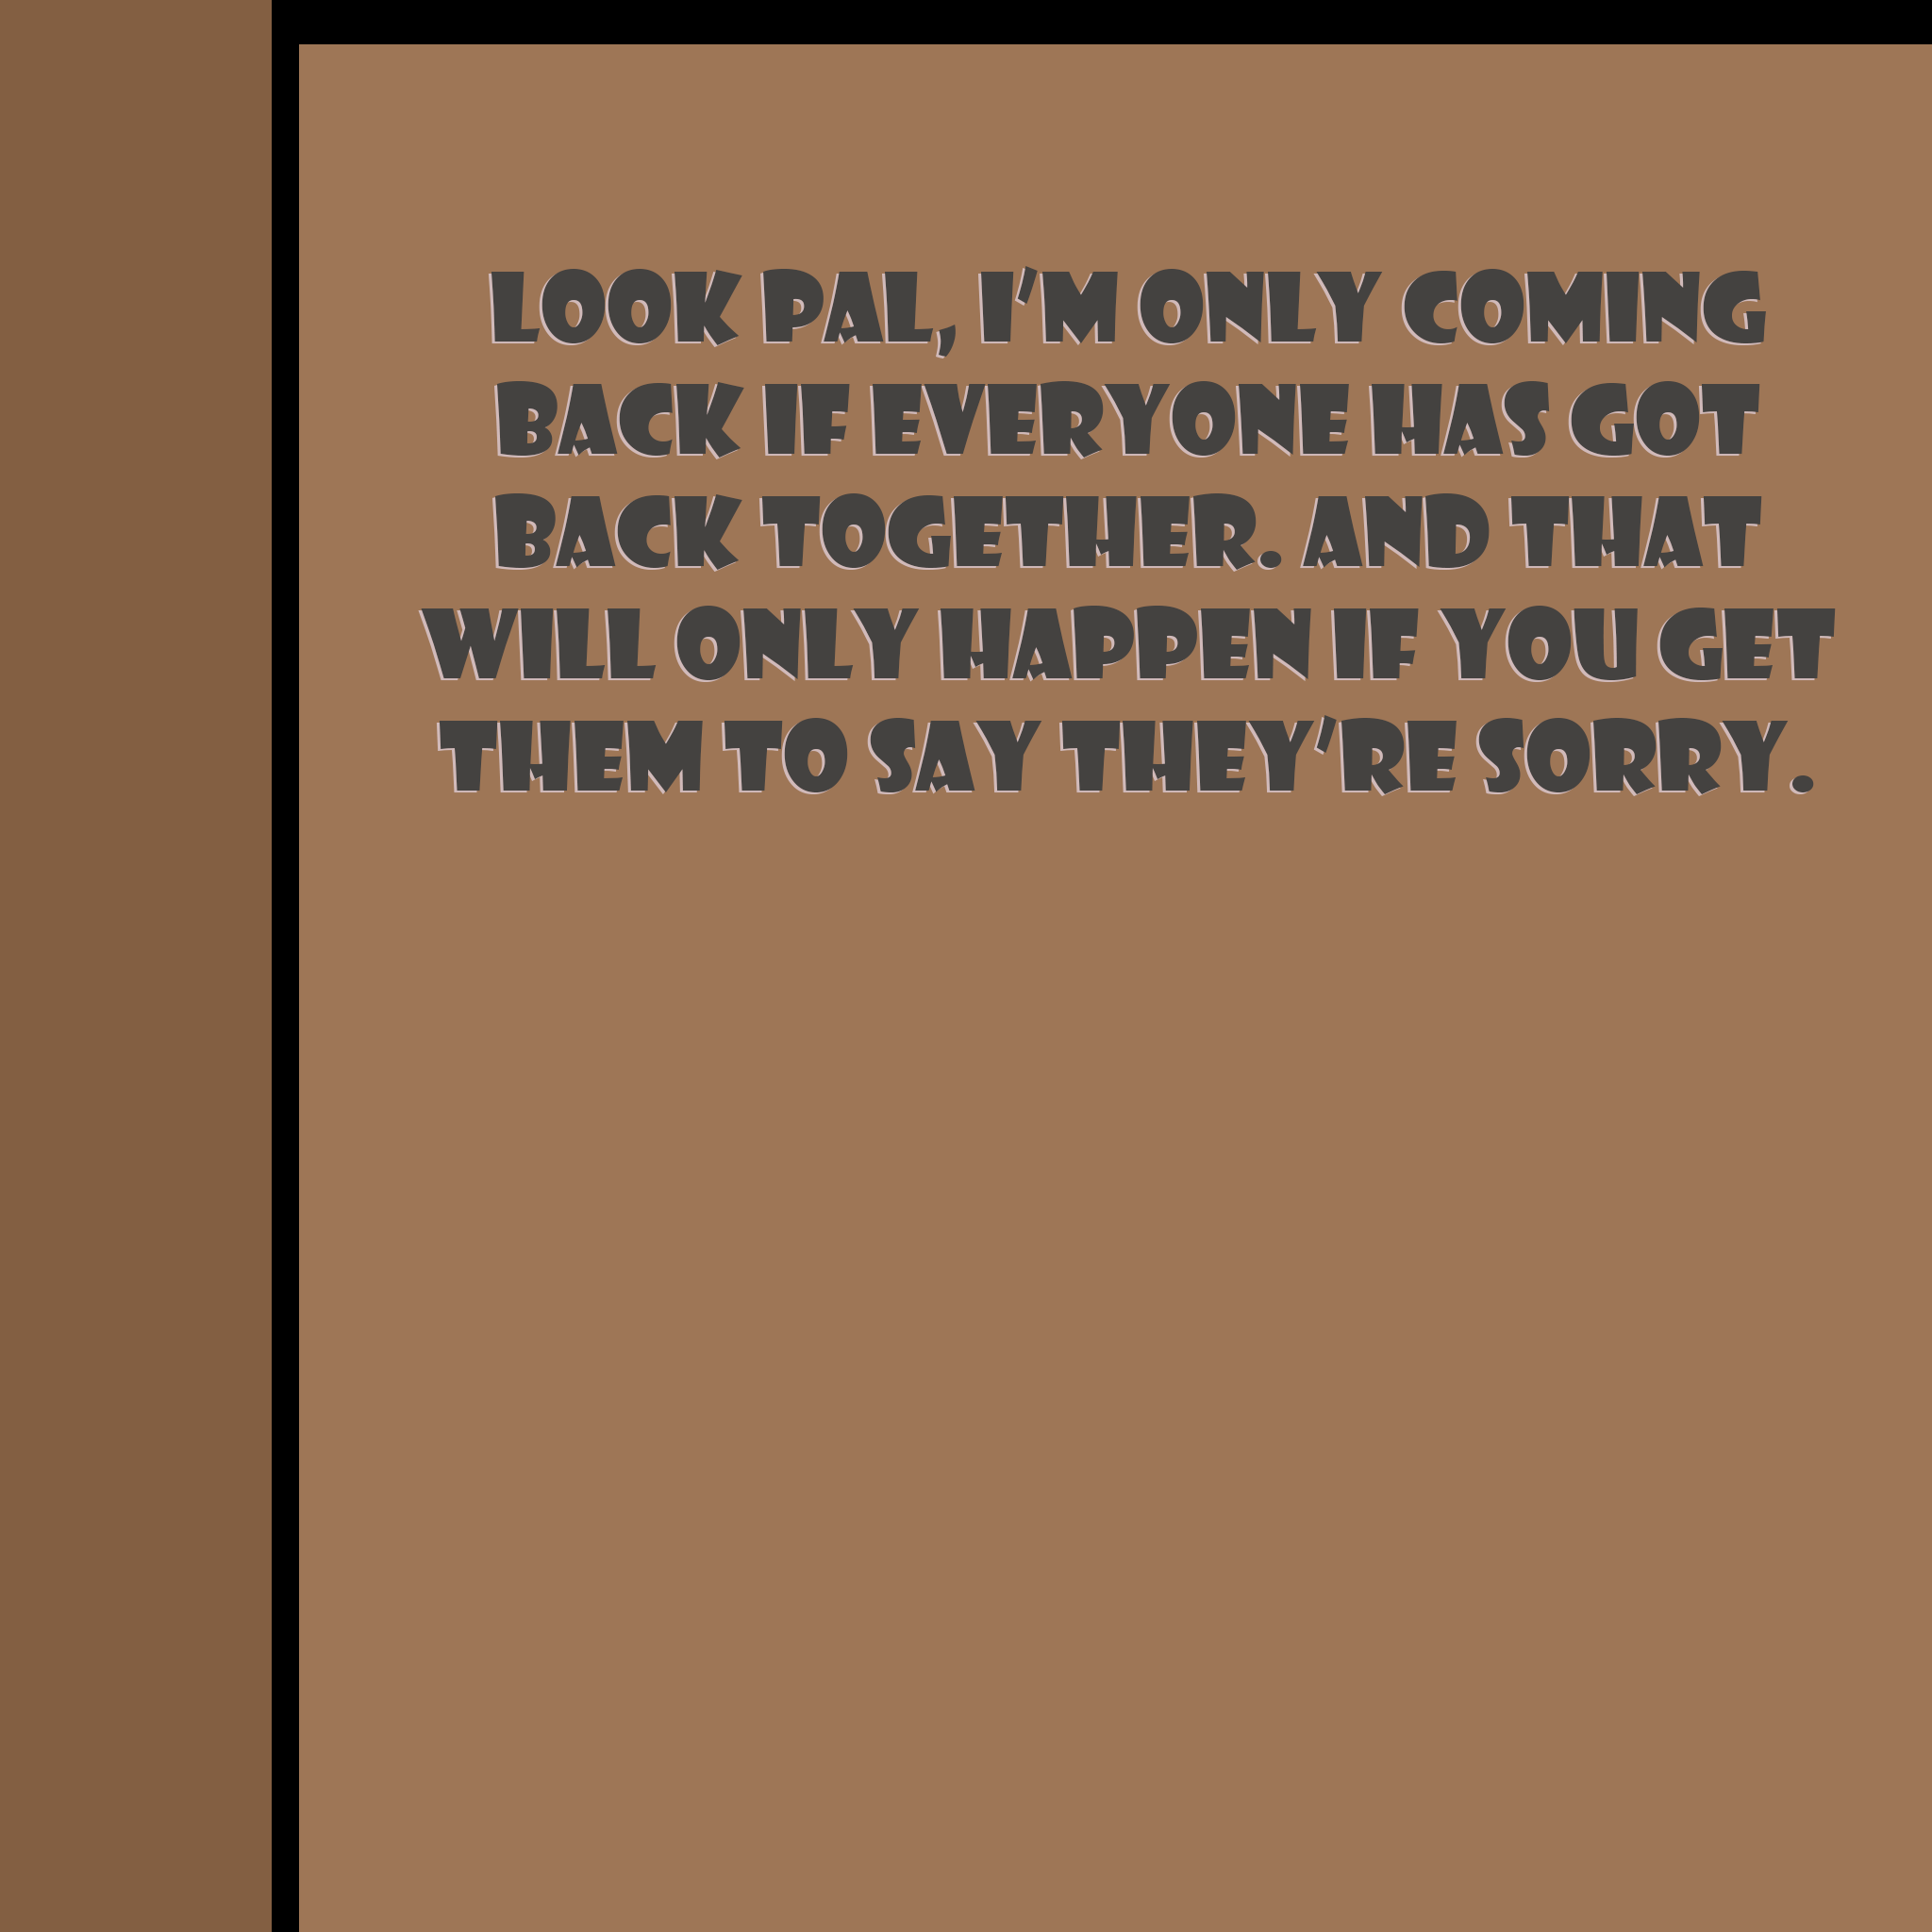 LOOK PAL, I'M ONLY COMING
BACK IF EVERYONE HAS GOT
BACK TOGETHER. AND THAT
WILL ONLY HAPPEN IF YOU GET
THEM TO SAY THEY'RE SORRY.